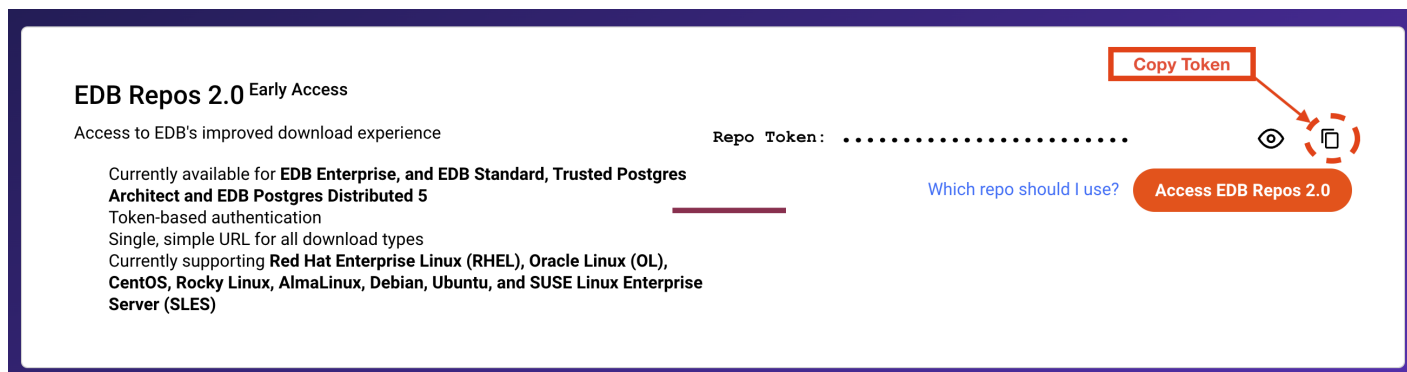 Copy Token
EDB Repos 2.0 Early Access
Access to EDB's improved download experience
Repo Token: ••••••••••••••••••••••••
Currently available for EDB Enterprise, and EDB Standard, Trusted Postgres
Architect and EDB Postgres Distributed 5
Which repo should I use?
Access EDB Repos 2.0
Token-based authentication
Single, simple URL for all download types
Currently supporting Red Hat Enterprise Linux (RHEL), Oracle Linux (OL),
CentOS, Rocky Linux, AlmaLinux, Debian, Ubuntu, and SUSE Linux Enterprise
Server (SLES)